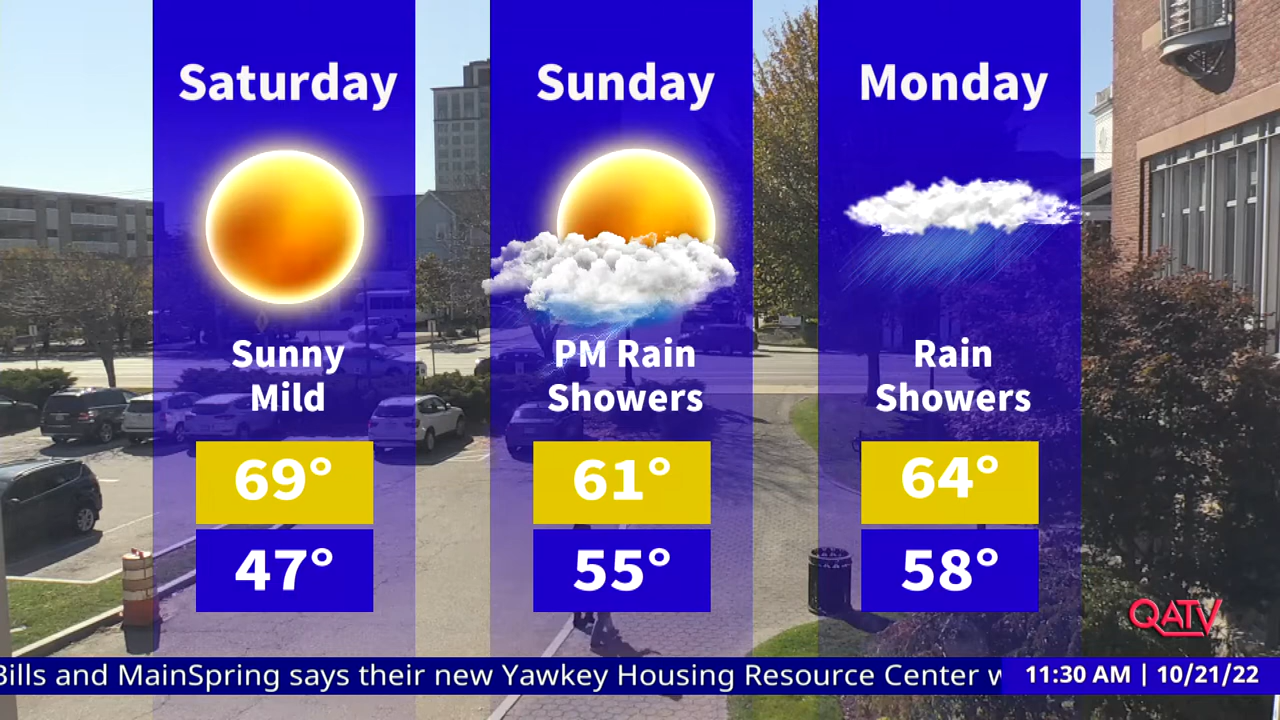 Saturday
Sunny
Mild
69°
47°
Sunday
PM Rain
Showers
61°
55°
Monday
Rain
Showers
64°
58°
QATV
Bills and MainSpring says their new Yawkey Housing Resource Center
11:30 AM | 10/21/22